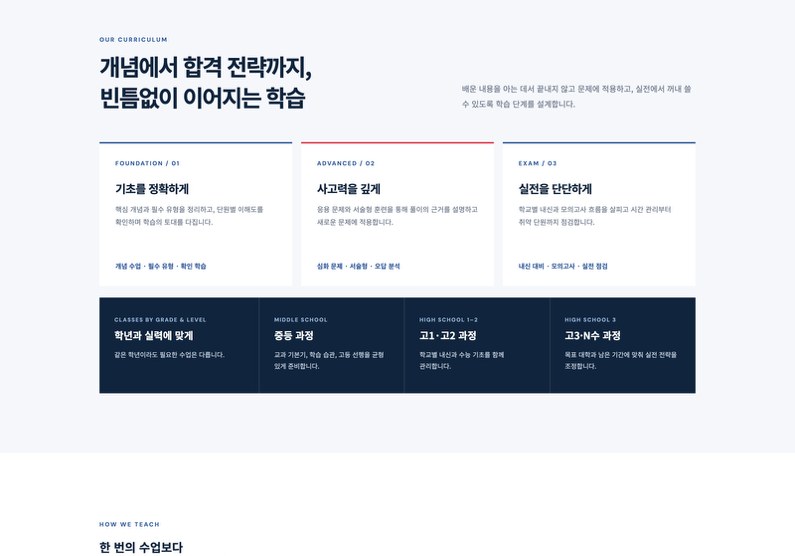 OUR CURRICULUM
개념에서 합격 전략까지,
빈틈없이 이어지는 학습
배운 내용을 아는 데서 끝내지 않고 문제에 적용하고, 실전에서 꺼내 쓸
수 있도록 학습 단계를 설계합니다.
FOUNDATION / 01
기초를 정확하게
핵심 개념과 필수 유형을 정리하고, 단원별 이해도를
확인하며 학습의 토대를 다집니다.
개념 수업 · 필수 유형 · 확인 학습
ADVANCED / 02
사고력을 깊게
응용 문제와 서술형 훈련을 통해 풀이의 근거를 설명하고
새로운 문제에 적용합니다.
심화 문제 · 서술형 · 오답 분석
EXAM / 03
실전을 단단하게
학교별 내신과 모의고사 흐름을 살피고 시간 관리부터
취약 단원까지 점검합니다.
내신 대비 · 모의고사 · 실전 점검
CLASSES BY GRADE & LEVEL
학년과 실력에 맞게
같은 학년이라도 필요한 수업은 다릅니다.
MIDDLE SCHOOL
중등 과정
교과 기본기, 학습 습관, 고등 선행을 균형
있게 준비합니다.
HIGH SCHOOL 1–2
고1·고2 과정
학교별 내신과 수능 기초를 함께
관리합니다.
HIGH SCHOOL 3
고3·N수 과정
목표 대학과 남은 기간에 맞춰 실전 전략을
조정합니다.
HOW WE TEACH
한 번의 수업보다